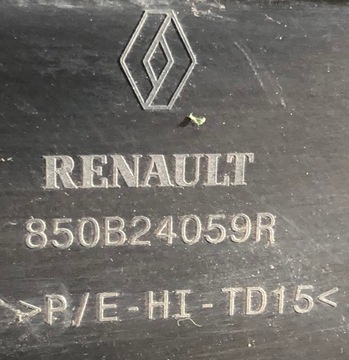 RENAULT
850B24059R
>>P/E-HI-TD15<